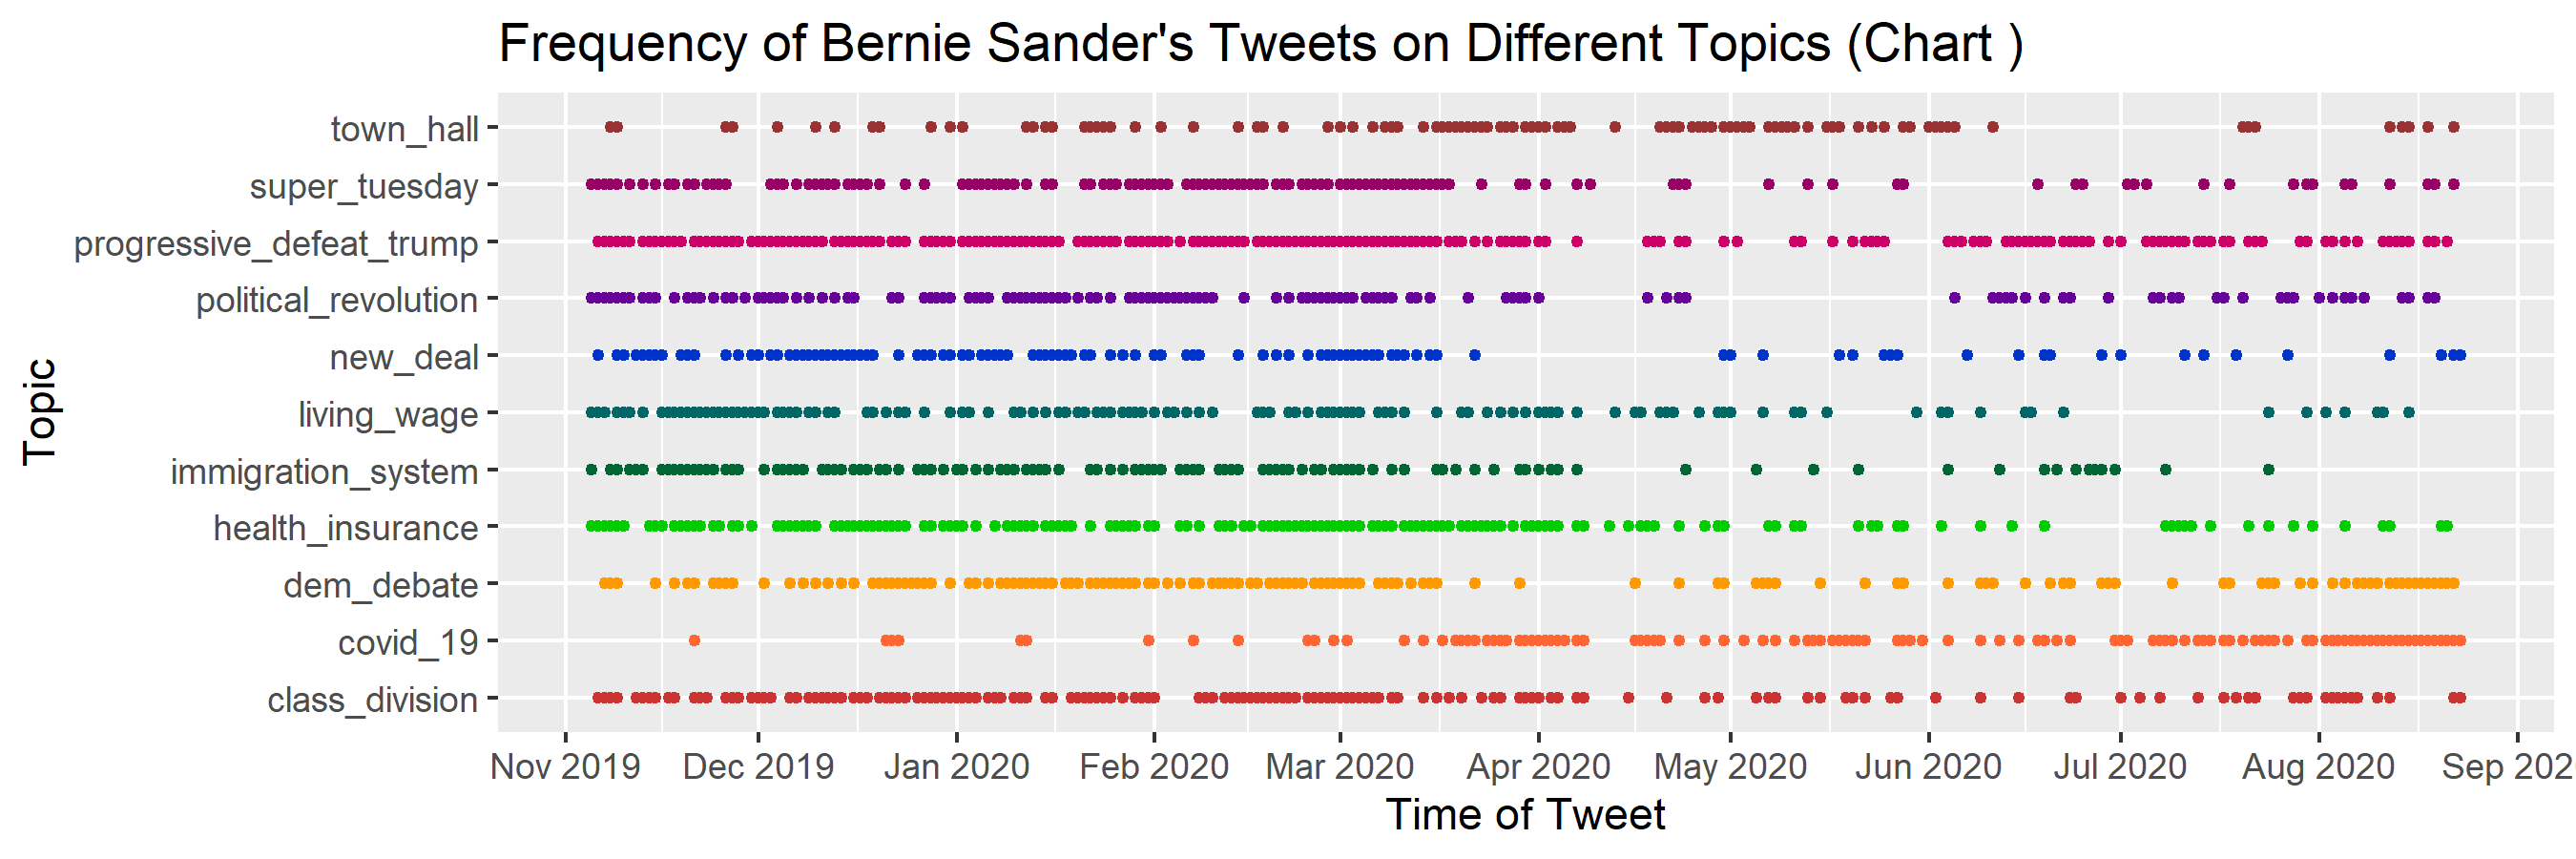 Frequency of Bernie Sander's Tweets on Different Topics (Chart )
town_hall
super_tuesday
progressive_defeat_trump
political_revolution
new_deal
living_wage
immigration_system
health_insurance
dem_debate
covid_19
class_division
Topic
Nov 2019 Dec 2019 Jan 2020 Feb 2020 Mar 2020 Apr 2020 May 2020 Jun 2020 Jul 2020 Aug 2020 Sep 202
Time of Tweet